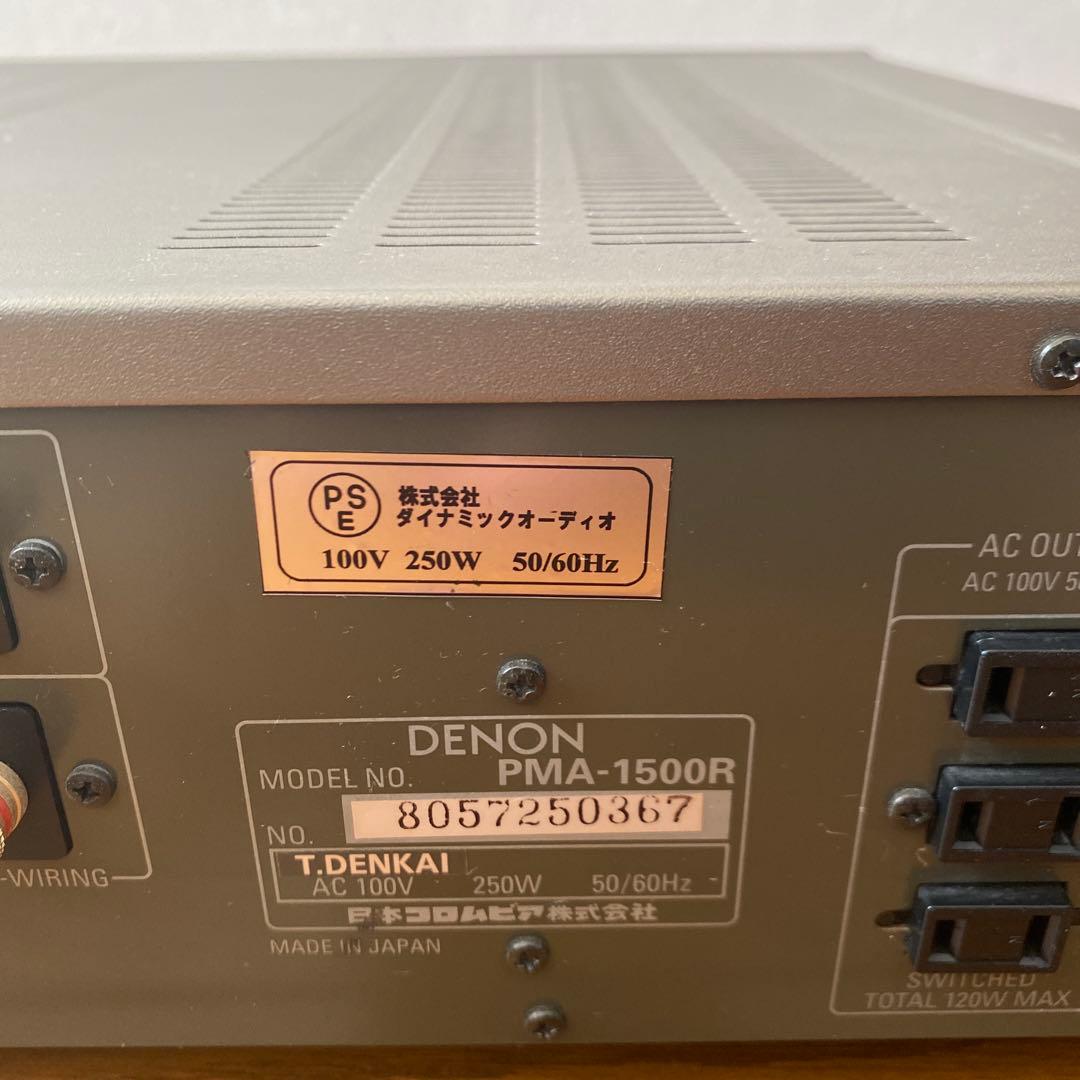 PS
E
株式会社
ダイナミックオーディオ
100V 250W 50/60Hz
AC OUT
AC 100V 50
DENON
MODEL NO. PMA-1500R
NO. 8057250367
T.DENKAI
AC 100V 250W 50/60Hz
日本コロムビア株式会社
MADE IN JAPAN
-WIRING
SWITCHED
TOTAL 120W MAX